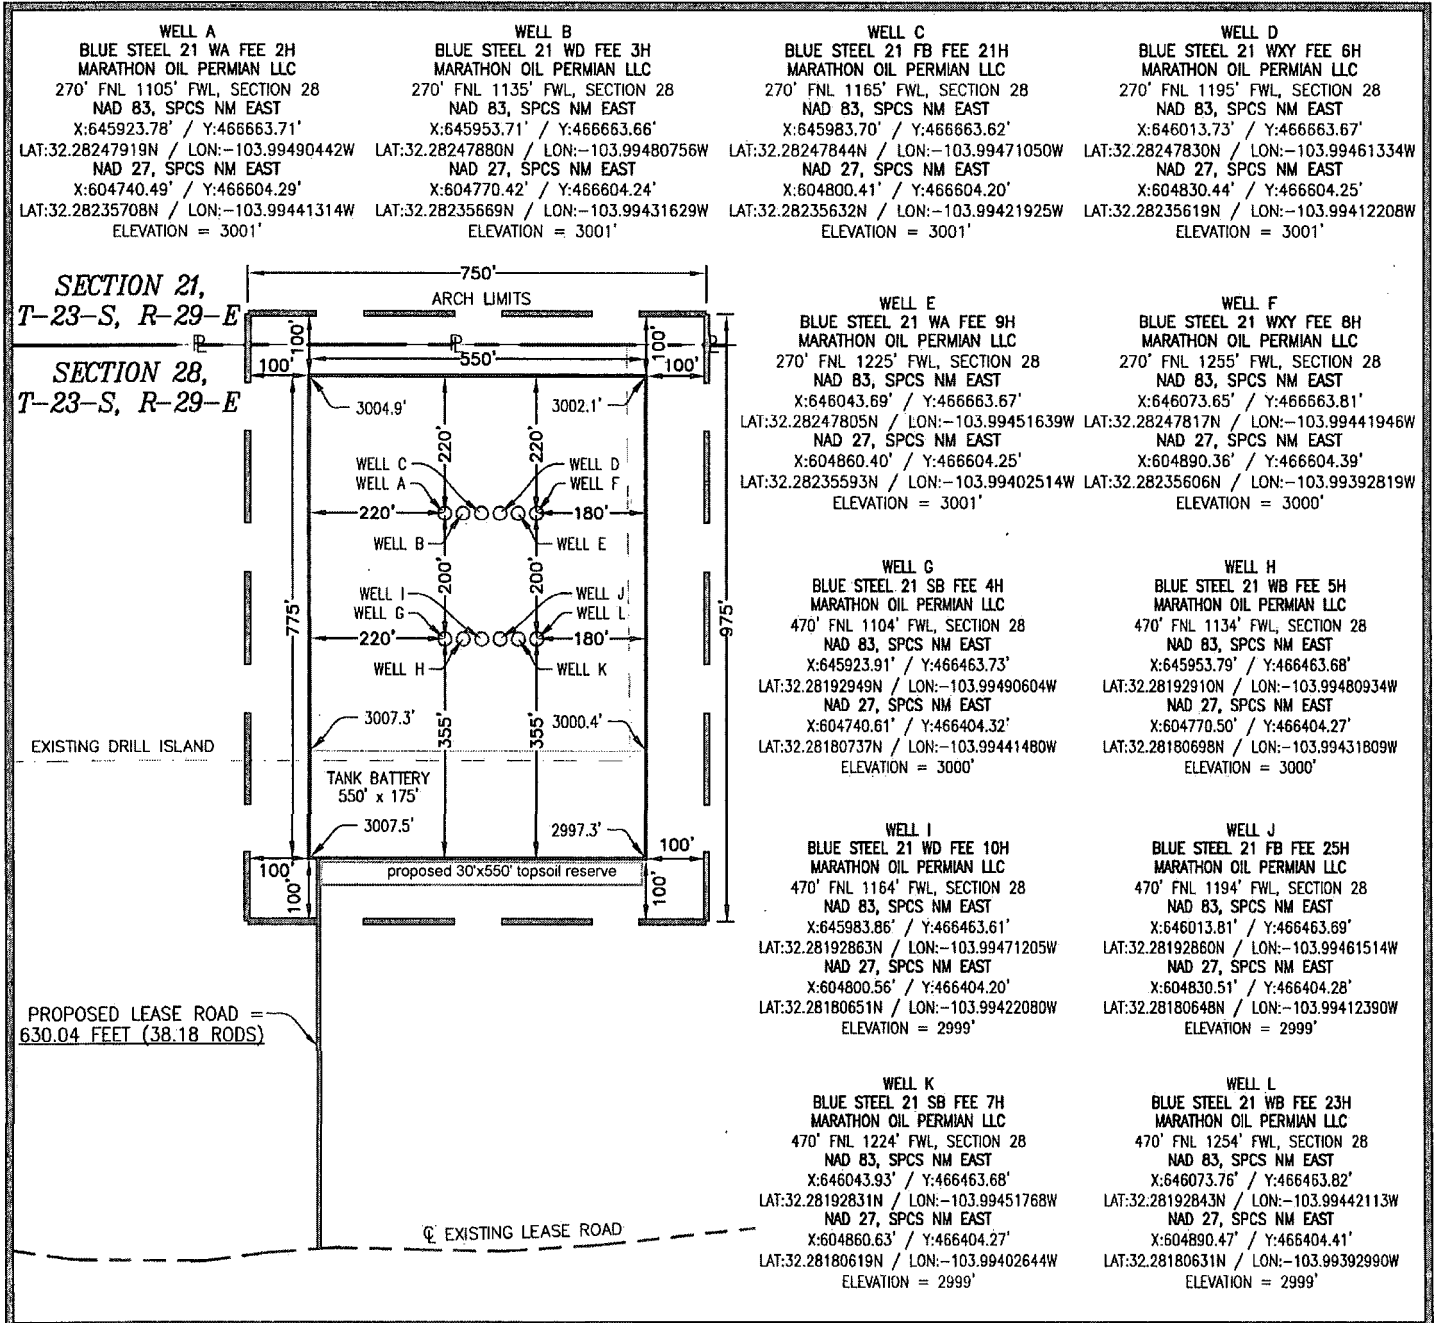 WELL A
BLUE STEEL 21 WA FEE 2H
MARATHON OIL PERMIAN LLC
270' FNL 1105' FWL, SECTION 28
NAD 83, SPCS NM EAST
X:645923.78' / Y:466663.71'
LAT:32.28247919N / LON:-103.99490442W
NAD 27, SPCS NM EAST
X:604740.49' / Y:466604.29'
LAT:32.28235708N / LON:-103.99441314W
ELEVATION = 3001'
WELL B
BLUE STEEL 21 WD FEE 3H
MARATHON OIL PERMIAN LLC
270' FNL 1135' FWL, SECTION 28
NAD 83, SPCS NM EAST
X:645953.71' / Y:466663.66'
LAT:32.28247880N / LON:-103.99480756W
NAD 27, SPCS NM EAST
X:604770.42' / Y:466604.24'
LAT:32.28235669N / LON:-103.99431629W
ELEVATION = 3001'
WELL C
BLUE STEEL 21 FB FEE 21H
MARATHON OIL PERMIAN LLC
270' FNL 1165' FWL, SECTION 28
NAD 83, SPCS NM EAST
X:645983.70' / Y:466663.62'
LAT:32.28247844N / LON:-103.99471050W
NAD 27, SPCS NM EAST
X:604800.41' / Y:466604.20'
LAT:32.28235632N / LON:-103.99421925W
ELEVATION = 3001'
WELL D
BLUE STEEL 21 WXY FEE 6H
MARATHON OIL PERMIAN LLC
270' FNL 1195' FWL, SECTION 28
NAD 83, SPCS NM EAST
X:646013.73' / Y:466663.67'
LAT:32.28247830N / LON:-103.99461334W
NAD 27, SPCS NM EAST
X:604830.44' / Y:466604.25'
LAT:32.28235619N / LON:-103.99412208W
ELEVATION = 3001'
SECTION 21,
T-23-S, R-29-E
SECTION 28,
T-23-S, R-29-E
750'
ARCH LIMITS
100'
100'
550'
100'
100'
3004.9'
3002.1'
220'
220'
WELL C
WELL D
WELL A
WELL F
220'
180'
WELL B
WELL E
200'
200'
WELL I
WELL J
WELL G
WELL L
775'
975'
220'
180'
WELL H
WELL K
3007.3'
3000.4'
355'
355'
EXISTING DRILL ISLAND
TANK BATTERY
550' x 175'
3007.5'
2997.3'
100'
100'
proposed 30'x550' topsoil reserve
100'
100'
PROPOSED LEASE ROAD =
630.04 FEET (38.18 RODS)
℄ EXISTING LEASE ROAD
WELL E
BLUE STEEL 21 WA FEE 9H
MARATHON OIL PERMIAN LLC
270' FNL 1225' FWL, SECTION 28
NAD 83, SPCS NM EAST
X:646043.69' / Y:466663.67'
LAT:32.28247805N / LON:-103.99451639W
NAD 27, SPCS NM EAST
X:604860.40' / Y:466604.25'
LAT:32.28235593N / LON:-103.99402514W
ELEVATION = 3001'
WELL F
BLUE STEEL 21 WXY FEE 8H
MARATHON OIL PERMIAN LLC
270' FNL 1255' FWL, SECTION 28
NAD 83, SPCS NM EAST
X:646073.65' / Y:466663.81'
LAT:32.28247817N / LON:-103.99441946W
NAD 27, SPCS NM EAST
X:604890.36' / Y:466604.39'
LAT:32.28235606N / LON:-103.99392819W
ELEVATION = 3000'
WELL G
BLUE STEEL 21 SB FEE 4H
MARATHON OIL PERMIAN LLC
470' FNL 1104' FWL, SECTION 28
NAD 83, SPCS NM EAST
X:645923.91' / Y:466463.73'
LAT:32.28192949N / LON:-103.99490604W
NAD 27, SPCS NM EAST
X:604740.61' / Y:466404.32'
LAT:32.28180737N / LON:-103.99441480W
ELEVATION = 3000'
WELL H
BLUE STEEL 21 WB FEE 5H
MARATHON OIL PERMIAN LLC
470' FNL 1134' FWL, SECTION 28
NAD 83, SPCS NM EAST
X:645953.79' / Y:466463.68'
LAT:32.28192910N / LON:-103.99480934W
NAD 27, SPCS NM EAST
X:604770.50' / Y:466404.27'
LAT:32.28180698N / LON:-103.99431809W
ELEVATION = 3000'
WELL I
BLUE STEEL 21 WD FEE 10H
MARATHON OIL PERMIAN LLC
470' FNL 1164' FWL, SECTION 28
NAD 83, SPCS NM EAST
X:645983.86' / Y:466463.61'
LAT:32.28192863N / LON:-103.99471205W
NAD 27, SPCS NM EAST
X:604800.56' / Y:466404.20'
LAT:32.28180651N / LON:-103.99422080W
ELEVATION = 2999'
WELL J
BLUE STEEL 21 FB FEE 25H
MARATHON OIL PERMIAN LLC
470' FNL 1194' FWL, SECTION 28
NAD 83, SPCS NM EAST
X:646013.81' / Y:466463.69'
LAT:32.28192860N / LON:-103.99461514W
NAD 27, SPCS NM EAST
X:604830.51' / Y:466404.28'
LAT:32.28180648N / LON:-103.99412390W
ELEVATION = 2999'
WELL K
BLUE STEEL 21 SB FEE 7H
MARATHON OIL PERMIAN LLC
470' FNL 1224' FWL, SECTION 28
NAD 83, SPCS NM EAST
X:646043.93' / Y:466463.68'
LAT:32.28192831N / LON:-103.99451768W
NAD 27, SPCS NM EAST
X:604860.63' / Y:466404.27'
LAT:32.28180619N / LON:-103.99402644W
ELEVATION = 2999'
WELL L
BLUE STEEL 21 WB FEE 23H
MARATHON OIL PERMIAN LLC
470' FNL 1254' FWL, SECTION 28
NAD 83, SPCS NM EAST
X:646073.76' / Y:466463.82'
LAT:32.28192843N / LON:-103.99442113W
NAD 27, SPCS NM EAST
X:604890.47' / Y:466404.41'
LAT:32.28180631N / LON:-103.99392990W
ELEVATION = 2999'